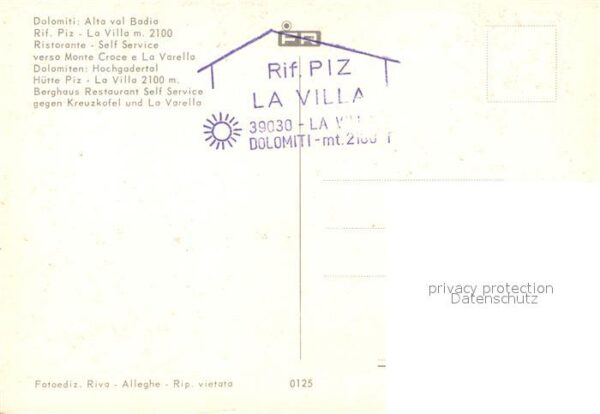 Dolomiti: Alta val Badia
Rif. Piz - La Villa m. 2100
Ristorante - Self Service
verso Monte Croce e La Varella
Dolomiten: Hochgadertal
Hütte Piz - La Villa 2100 m.
Berghaus Restaurant Self Service
gegen Kreuzkofel und La Varella
Rif. PIZ
LA VILLA
39030 - LA
DOLOMITI - mt.
privacy protection
Datenschutz
Fotoediz. Riva - Alleghe - Rip. vietata
0125